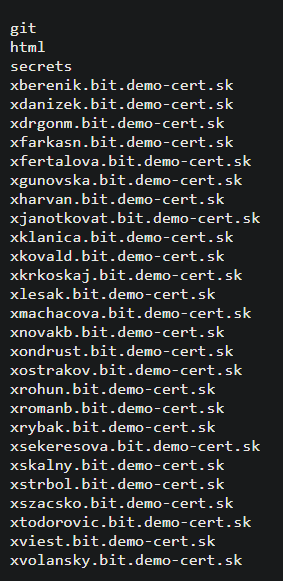 git
html
secrets
xberenik.bit.demo-cert.sk
xdanizek.bit.demo-cert.sk
xdrgonm.bit.demo-cert.sk
xfarkasn.bit.demo-cert.sk
xfertalova.bit.demo-cert.sk
xgunovska.bit.demo-cert.sk
xharvan.bit.demo-cert.sk
xjanotkovat.bit.demo-cert.sk
xklanica.bit.demo-cert.sk
xkovald.bit.demo-cert.sk
xkrkoskaj.bit.demo-cert.sk
xlesak.bit.demo-cert.sk
xmachacova.bit.demo-cert.sk
xnovakb.bit.demo-cert.sk
xondrust.bit.demo-cert.sk
xostrakov.bit.demo-cert.sk
xrohun.bit.demo-cert.sk
xromanb.bit.demo-cert.sk
xrybak.bit.demo-cert.sk
xsekeresova.bit.demo-cert.sk
xskalny.bit.demo-cert.sk
xstrbol.bit.demo-cert.sk
xszacsko.bit.demo-cert.sk
xtodorovic.bit.demo-cert.sk
xviest.bit.demo-cert.sk
xvolansky.bit.demo-cert.sk